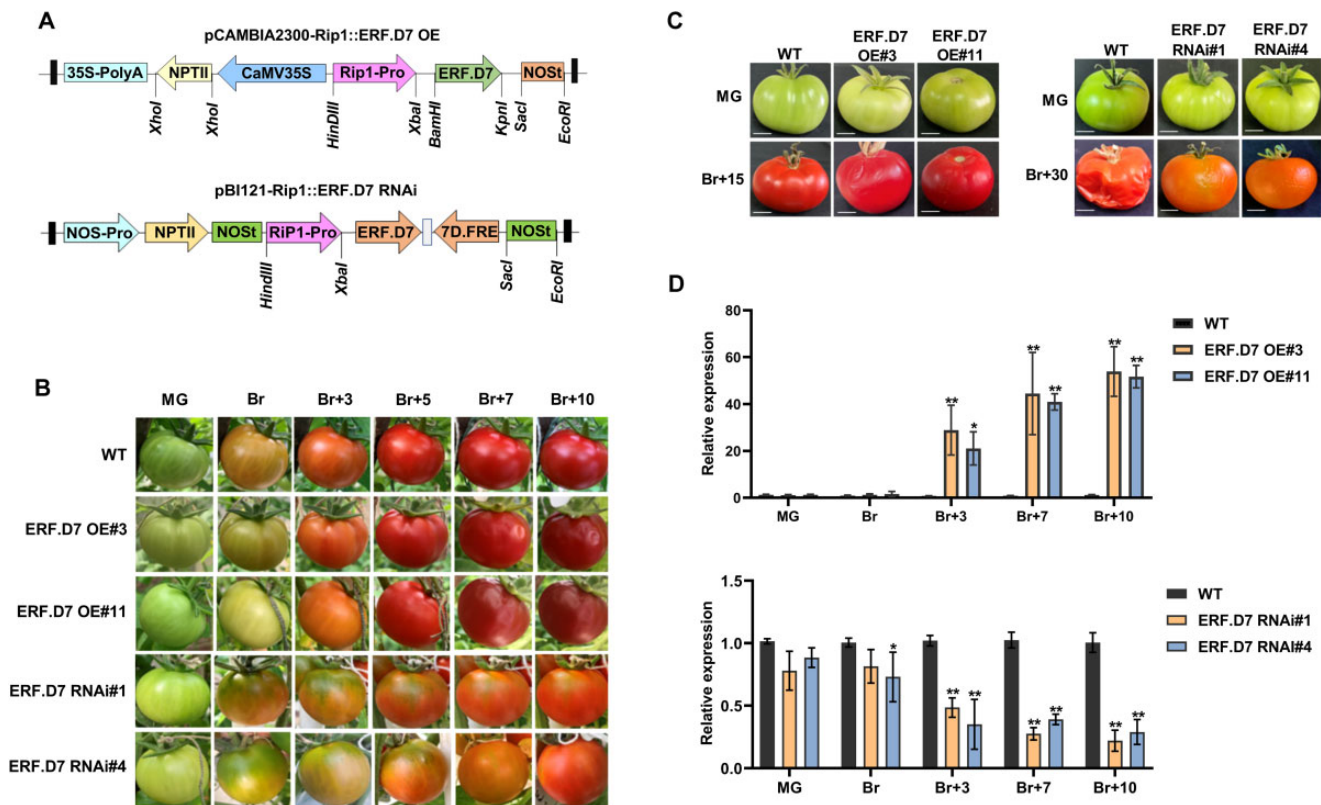 A
pCAMBIA2300-Rip1::ERF.D7 OE
35S-PolyA NPTII CaMV35S Rip1-Pro ERF.D7 NOSt
XhoI XhoI HinDIII XbaI BamHI KpnI SacI EcoRI
pBI121-Rip1::ERF.D7 RNAi
NOS-Pro NPTII NOSt RiP1-Pro ERF.D7 7D.FRE NOSt
HindIII XbaI SacI EcoRI
B
MG Br Br+3 Br+5 Br+7 Br+10
WT
ERF.D7 OE#3
ERF.D7 OE#11
ERF.D7 RNAi#1
ERF.D7 RNAi#4
C
WT ERF.D7 OE#3 ERF.D7 OE#11
MG
Br+15
WT ERF.D7 RNAi#1 ERF.D7 RNAi#4
MG
Br+30
D
Relative expression
80
60
40
20
0
** * ** ** ** **
MG Br Br+3 Br+7 Br+10
WT
ERF.D7 OE#3
ERF.D7 OE#11
Relative expression
1.5
1.0
0.5
0.0
* ** ** ** ** ** **
MG Br Br+3 Br+7 Br+10
WT
ERF.D7 RNAi#1
ERF.D7 RNAI#4